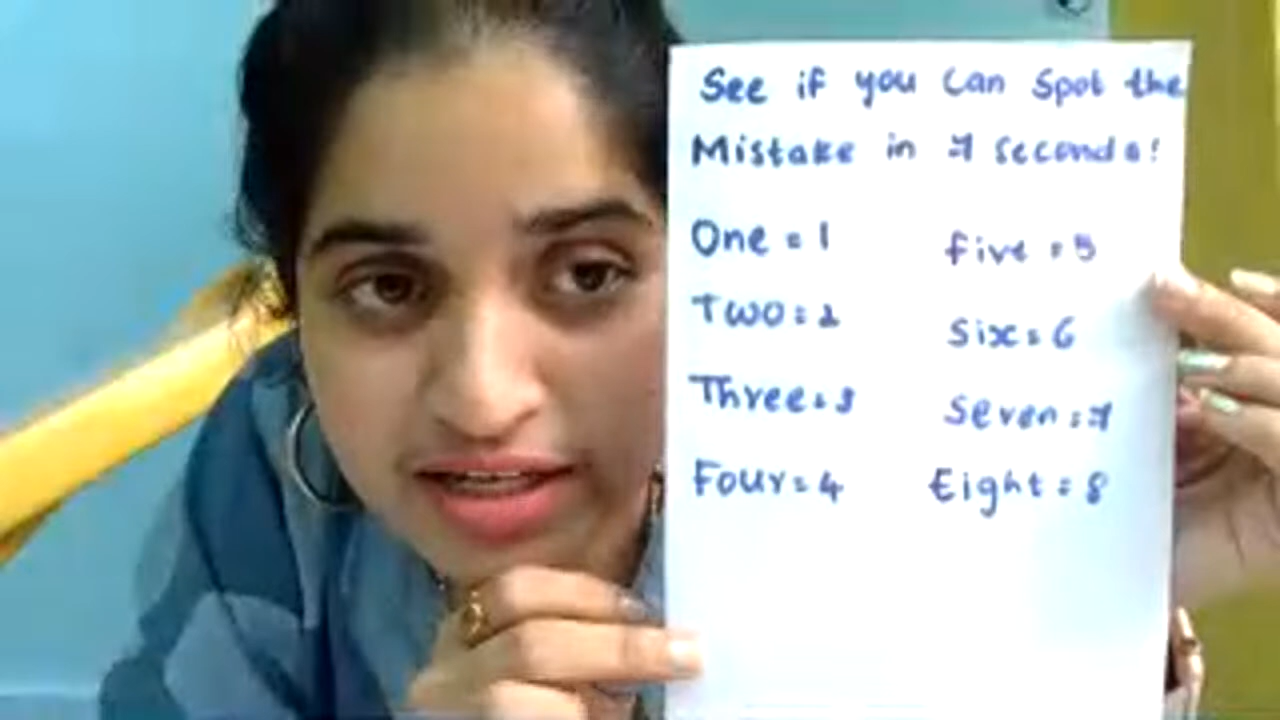 See if you Can Spot the
Mistake in 7 Seconds!
One = 1
Two = 2
Three = 3
Four = 4
five = 5
Six = 6
Seven = 7
Eight = 8